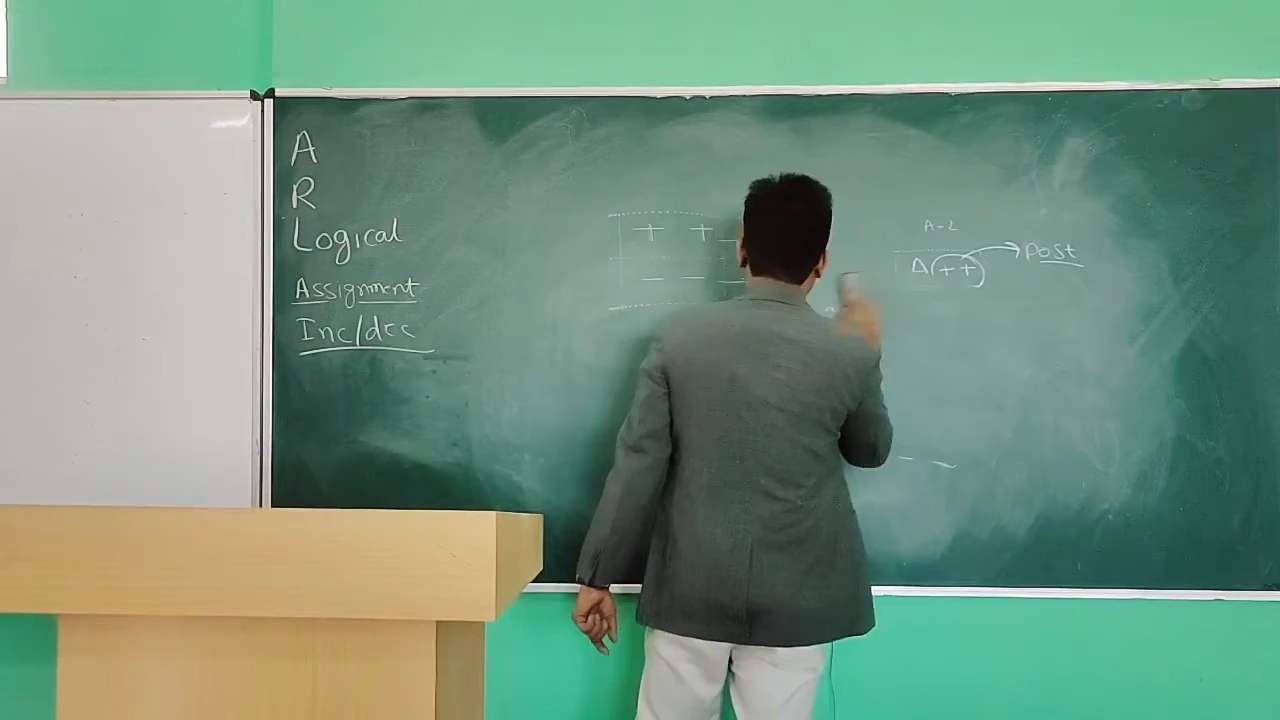 A
R
Logical
Assignment
Inc/dec
+ +
- -
A=2
A(++) → Post